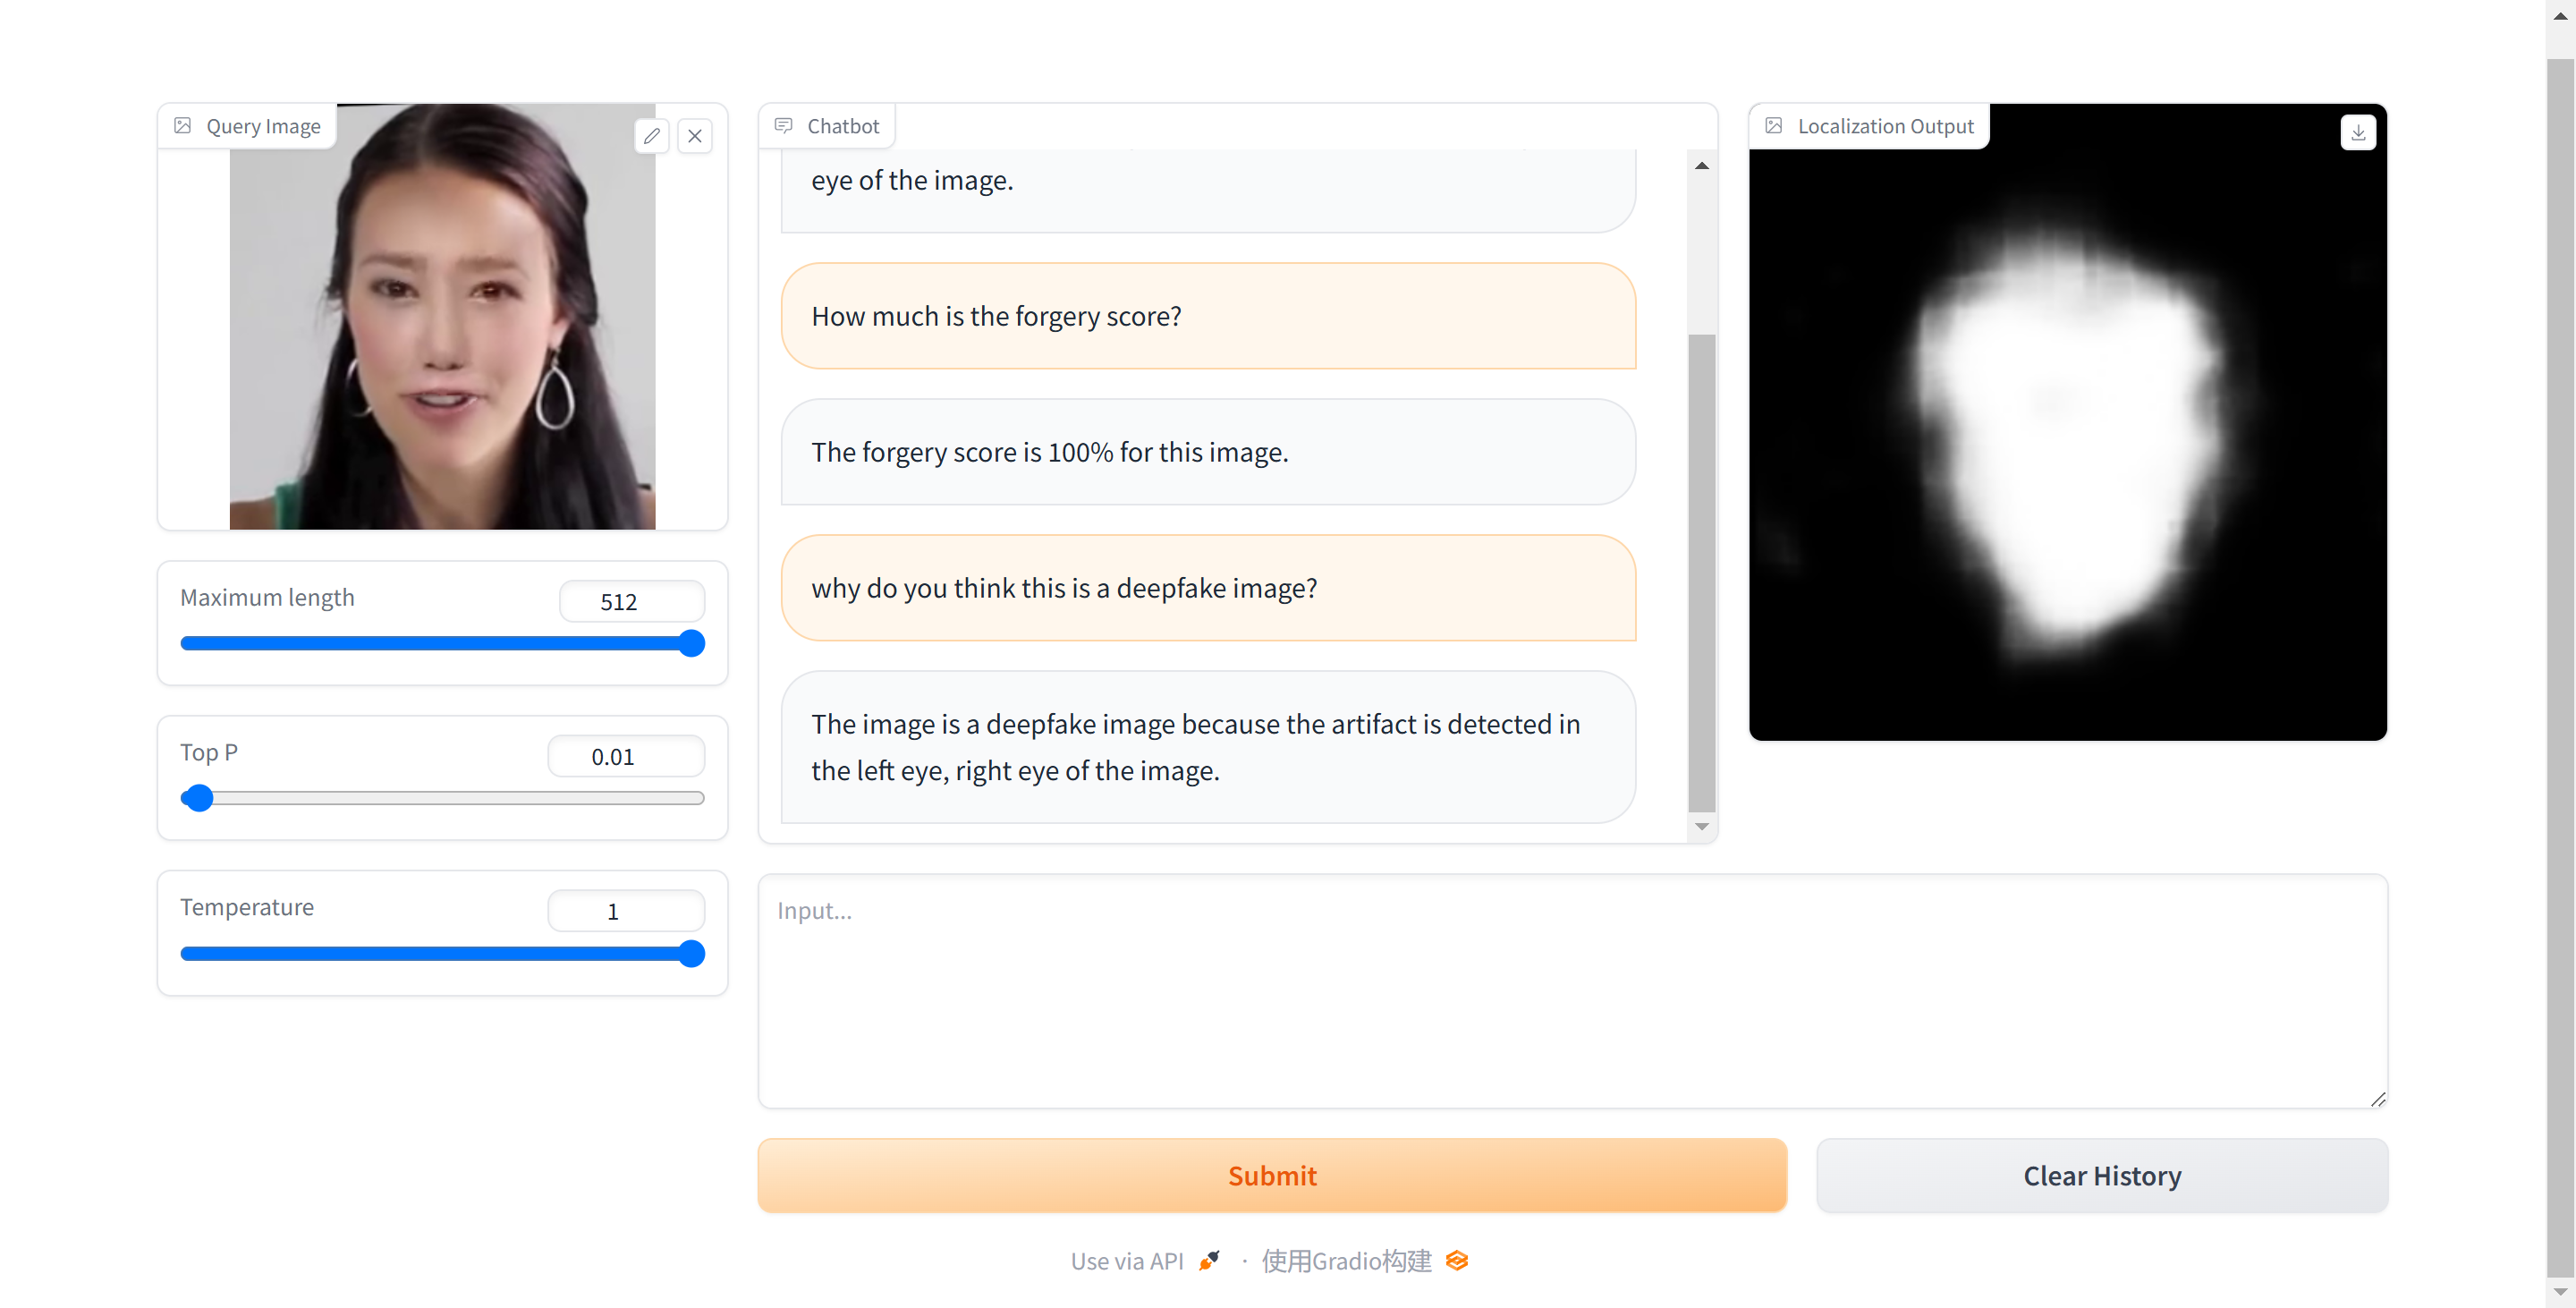 Query Image
Chatbot
eye of the image.
How much is the forgery score?
The forgery score is 100% for this image.
why do you think this is a deepfake image?
The image is a deepfake image because the artifact is detected in
the left eye, right eye of the image.
Localization Output
Maximum length
512
Top P
0.01
Temperature
1
Input...
Submit
Clear History
Use via API · 使用Gradio构建